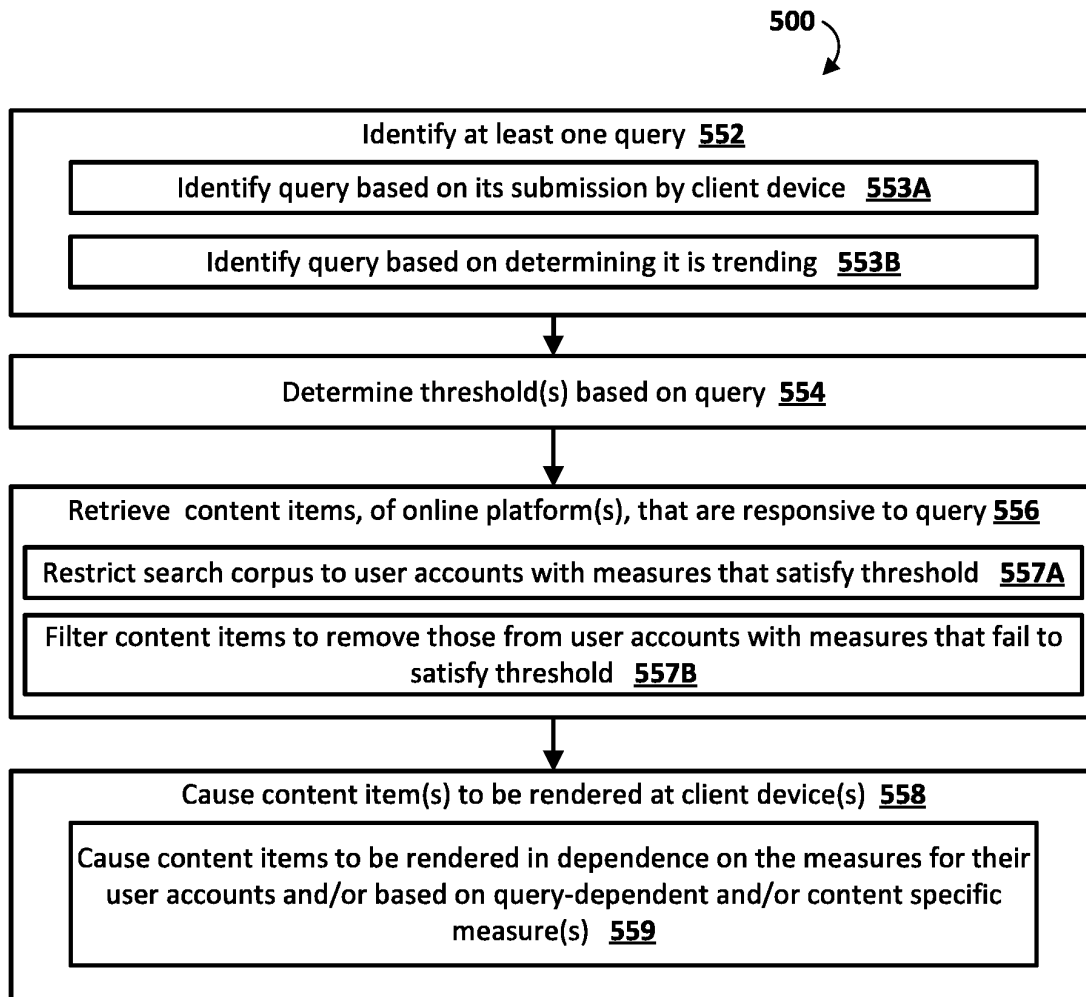 500
Identify at least one query 552
Identify query based on its submission by client device 553A
Identify query based on determining it is trending 553B
Determine threshold(s) based on query 554
Retrieve content items, of online platform(s), that are responsive to query 556
Restrict search corpus to user accounts with measures that satisfy threshold 557A
Filter content items to remove those from user accounts with measures that fail to
satisfy threshold 557B
Cause content item(s) to be rendered at client device(s) 558
Cause content items to be rendered in dependence on the measures for their
user accounts and/or based on query-dependent and/or content specific
measure(s) 559